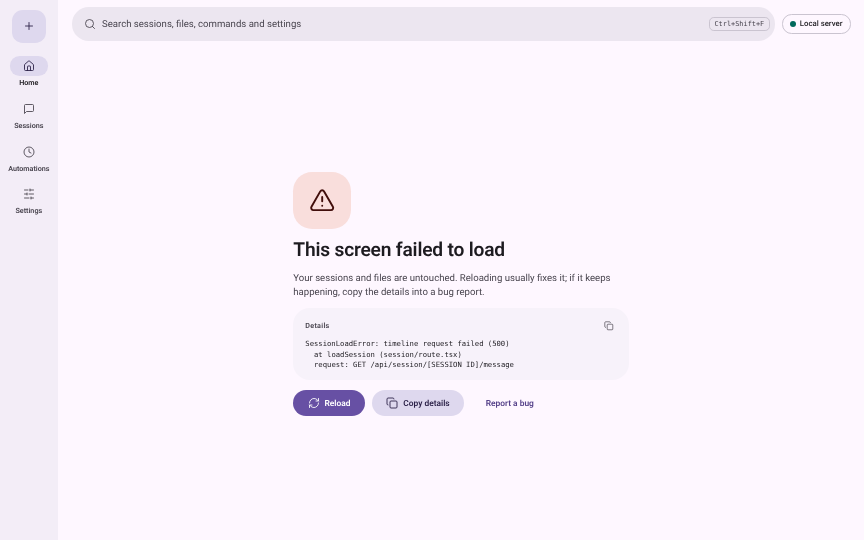 Search sessions, files, commands and settings
Ctrl+Shift+F
Local server
Home
Sessions
Automations
Settings
This screen failed to load
Your sessions and files are untouched. Reloading usually fixes it; if it keeps
happening, copy the details into a bug report.
Details
SessionLoadError: timeline request failed (500)
at loadSession (session/route.tsx)
request: GET /api/session/[SESSION ID]/message
Reload
Copy details
Report a bug